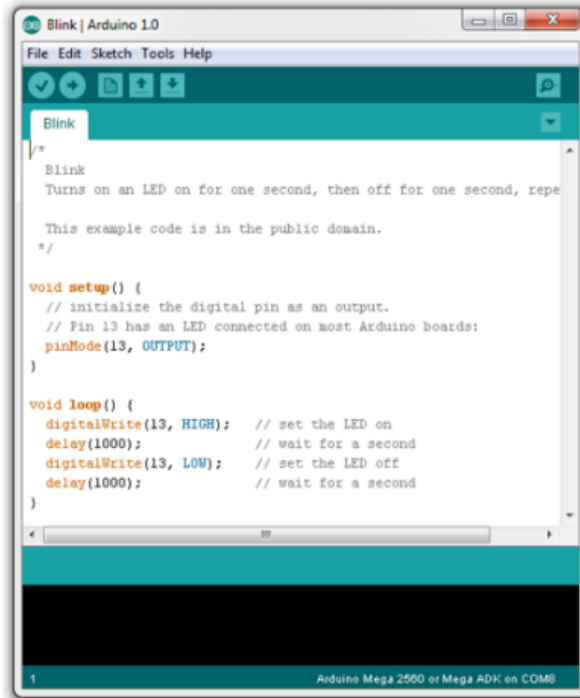 Blink | Arduino 1.0
File Edit Sketch Tools Help
Blink
/*
  Blink
  Turns on an LED on for one second, then off for one second, repe

  This example code is in the public domain.
 */

void setup() {
  // initialize the digital pin as an output.
  // Pin 13 has an LED connected on most Arduino boards:
  pinMode(13, OUTPUT);
}

void loop() {
  digitalWrite(13, HIGH);   // set the LED on
  delay(1000);              // wait for a second
  digitalWrite(13, LOW);    // set the LED off
  delay(1000);              // wait for a second
}
1 Arduino Mega 2560 or Mega ADK on COM8